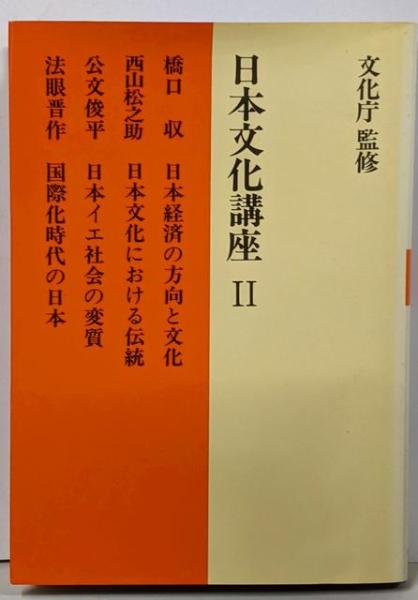 文化庁 監修
日本文化講座 II
橋口 収 日本経済の方向と文化
西山松之助 日本文化における伝統
公文俊平 日本イエ社会の変質
法眼晋作 国際化時代の日本